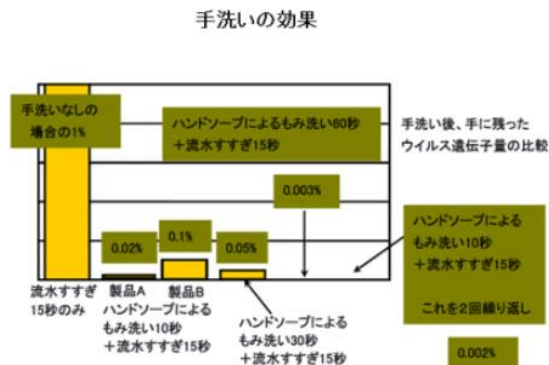 手洗いの効果
手洗いなしの
場合の1%
ハンドソープによるもみ洗い60秒
+流水すすぎ15秒
手洗い後、手に残った
ウイルス遺伝子量の比較
0.003%
0.02%
0.1%
0.05%
ハンドソープによる
もみ洗い10秒
+流水すすぎ15秒
これを2回繰り返し
0.002%
流水すすぎ
15秒のみ
製品A
製品B
ハンドソープによる
もみ洗い10秒
+流水すすぎ15秒
ハンドソープによる
もみ洗い30秒
+流水すすぎ15秒